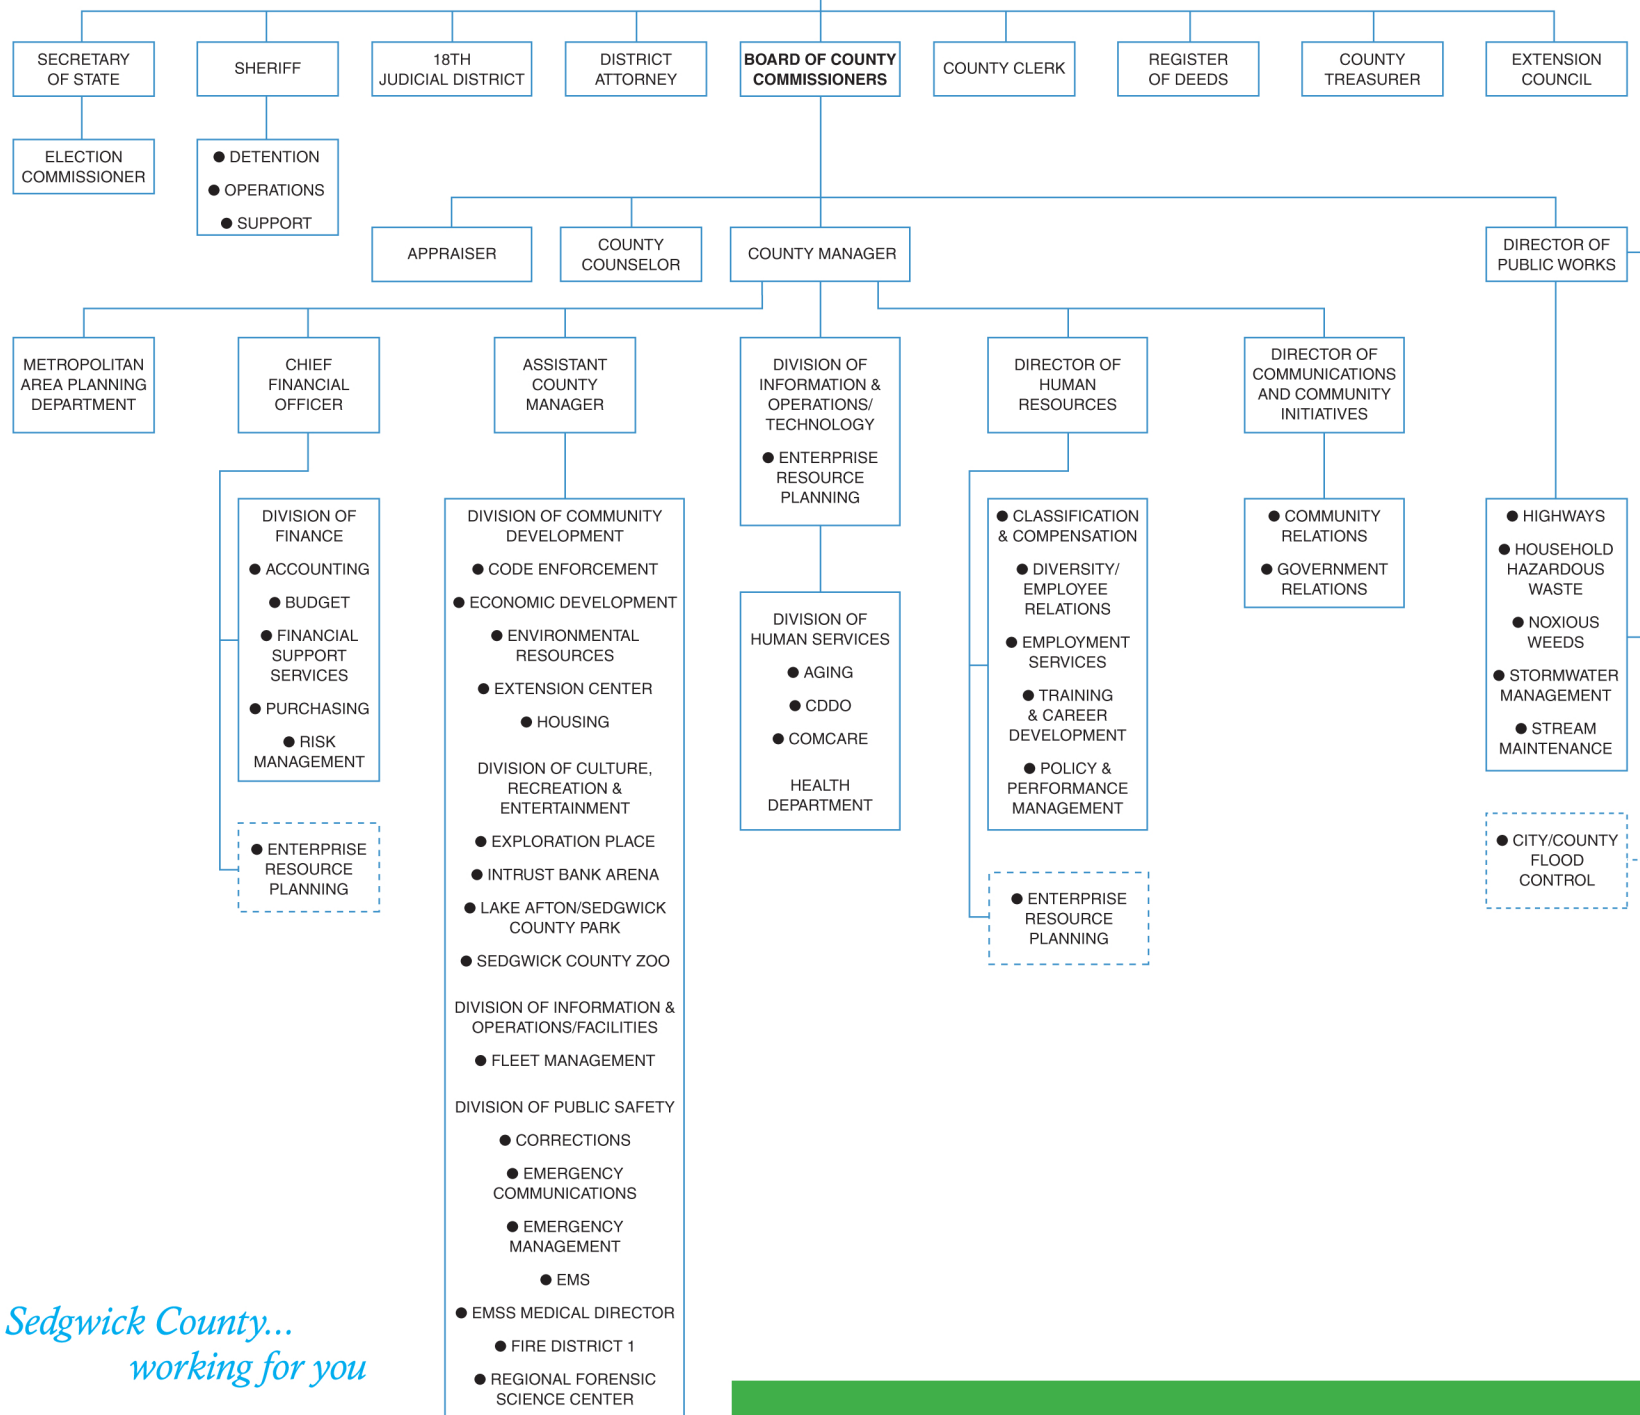 SECRETARY
OF STATE
SHERIFF
18TH
JUDICIAL DISTRICT
DISTRICT
ATTORNEY
BOARD OF COUNTY
COMMISSIONERS
COUNTY CLERK
REGISTER
OF DEEDS
COUNTY
TREASURER
EXTENSION
COUNCIL
ELECTION
COMMISSIONER
● DETENTION
● OPERATIONS
● SUPPORT
APPRAISER
COUNTY
COUNSELOR
COUNTY MANAGER
DIRECTOR OF
PUBLIC WORKS
METROPOLITAN
AREA PLANNING
DEPARTMENT
CHIEF
FINANCIAL
OFFICER
ASSISTANT
COUNTY
MANAGER
DIVISION OF
INFORMATION &
OPERATIONS/
TECHNOLOGY
● ENTERPRISE
RESOURCE
PLANNING
DIRECTOR OF
HUMAN
RESOURCES
DIRECTOR OF
COMMUNICATIONS
AND COMMUNITY
INITIATIVES
DIVISION OF
FINANCE
● ACCOUNTING
● BUDGET
● FINANCIAL
SUPPORT
SERVICES
● PURCHASING
● RISK
MANAGEMENT
● ENTERPRISE
RESOURCE
PLANNING
DIVISION OF COMMUNITY
DEVELOPMENT
● CODE ENFORCEMENT
● ECONOMIC DEVELOPMENT
● ENVIRONMENTAL
RESOURCES
● EXTENSION CENTER
● HOUSING
DIVISION OF CULTURE,
RECREATION &
ENTERTAINMENT
● EXPLORATION PLACE
● INTRUST BANK ARENA
● LAKE AFTON/SEDGWICK
COUNTY PARK
● SEDGWICK COUNTY ZOO
DIVISION OF INFORMATION &
OPERATIONS/FACILITIES
● FLEET MANAGEMENT
DIVISION OF PUBLIC SAFETY
● CORRECTIONS
● EMERGENCY
COMMUNICATIONS
● EMERGENCY
MANAGEMENT
● EMS
● EMSS MEDICAL DIRECTOR
● FIRE DISTRICT 1
● REGIONAL FORENSIC
SCIENCE CENTER
DIVISION OF
HUMAN SERVICES
● AGING
● CDDO
● COMCARE
HEALTH
DEPARTMENT
● CLASSIFICATION
& COMPENSATION
● DIVERSITY/
EMPLOYEE
RELATIONS
● EMPLOYMENT
SERVICES
● TRAINING
& CAREER
DEVELOPMENT
● POLICY &
PERFORMANCE
MANAGEMENT
● ENTERPRISE
RESOURCE
PLANNING
● COMMUNITY
RELATIONS
● GOVERNMENT
RELATIONS
● HIGHWAYS
● HOUSEHOLD
HAZARDOUS
WASTE
● NOXIOUS
WEEDS
● STORMWATER
MANAGEMENT
● STREAM
MAINTENANCE
● CITY/COUNTY
FLOOD
CONTROL
Sedgwick County...
working for you